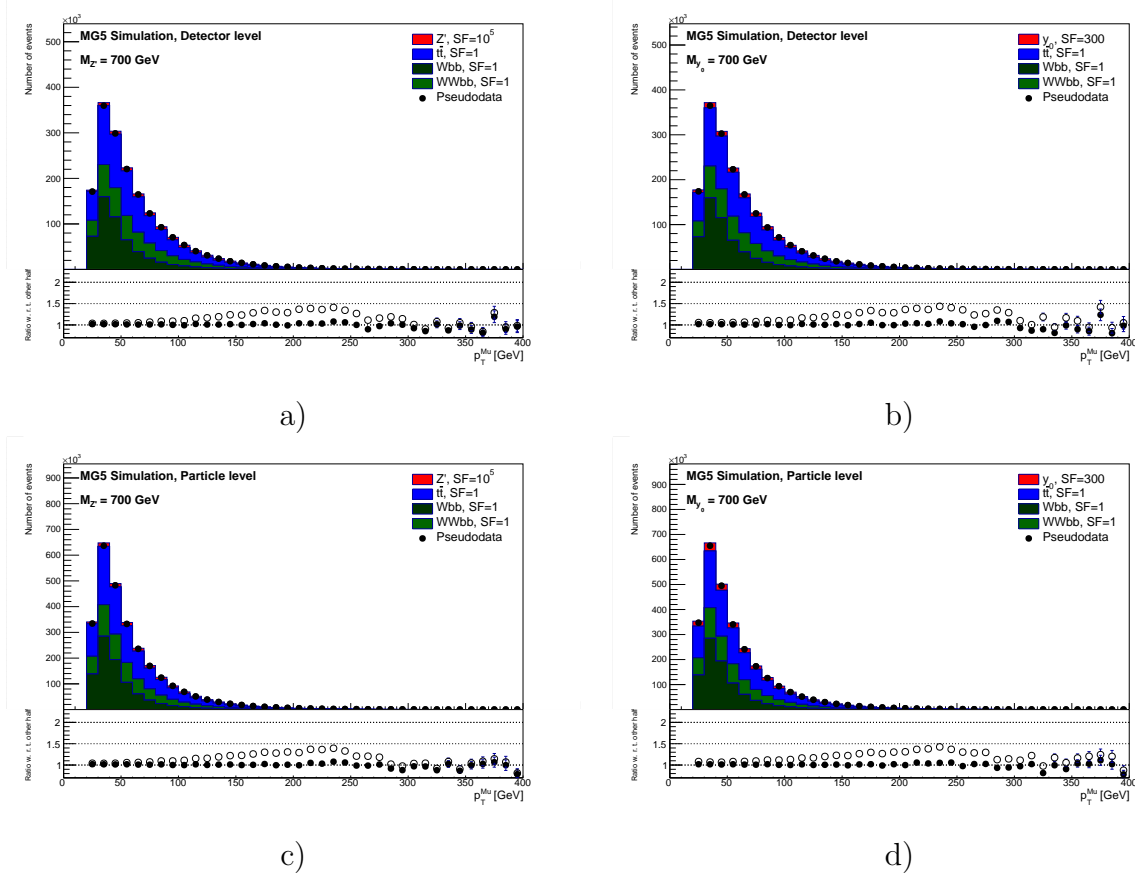 ×10³
MG5 Simulation, Detector level
M_Z' = 700 GeV
Z', SF=10⁵
tt̄, SF=1
Wbb, SF=1
WWbb, SF=1
Pseudodata
Number of events
500
400
300
200
100
Ratio w. r. t. other half
2
1.5
1
0 50 100 150 200 250 300 350 400
p_T^Mu [GeV]
a)
×10³
MG5 Simulation, Detector level
M_y₀ = 700 GeV
y₀, SF=300
tt̄, SF=1
Wbb, SF=1
WWbb, SF=1
Pseudodata
Number of events
500
400
300
200
100
Ratio w. r. t. other half
2
1.5
1
0 50 100 150 200 250 300 350 400
p_T^Mu [GeV]
b)
×10³
MG5 Simulation, Particle level
M_Z' = 700 GeV
Z', SF=10⁵
tt̄, SF=1
Wbb, SF=1
WWbb, SF=1
Pseudodata
Number of events
900
800
700
600
500
400
300
200
100
Ratio w. r. t. other half
2
1.5
1
0 50 100 150 200 250 300 350 400
p_T^Mu [GeV]
c)
×10³
MG5 Simulation, Particle level
M_y₀ = 700 GeV
y₀, SF=300
tt̄, SF=1
Wbb, SF=1
WWbb, SF=1
Pseudodata
Number of events
900
800
700
600
500
400
300
200
100
Ratio w. r. t. other half
2
1.5
1
0 50 100 150 200 250 300 350 400
p_T^Mu [GeV]
d)